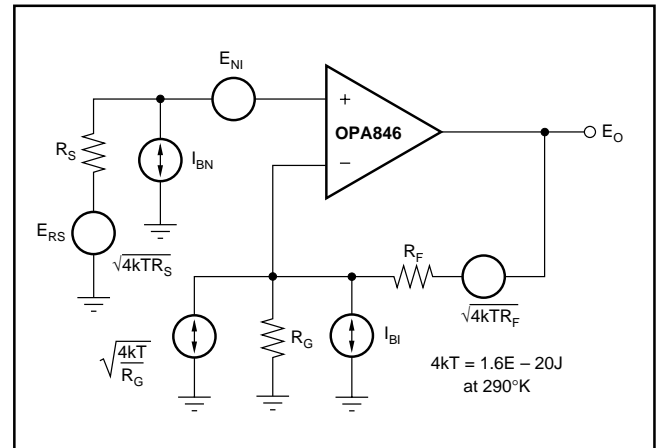 E_NI
+
OPA846
−
E_O
R_S
I_BN
E_RS
√4kTR_S
R_F
√4kTR_F
√4kT/R_G
R_G
I_BI
4kT = 1.6E – 20J
at 290°K